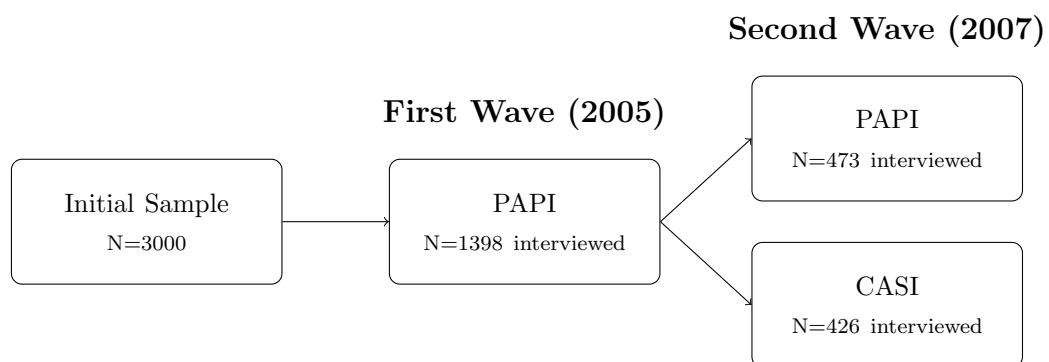 Second Wave (2007)
First Wave (2005)
Initial Sample
N=3000
PAPI
N=1398 interviewed
PAPI
N=473 interviewed
CASI
N=426 interviewed